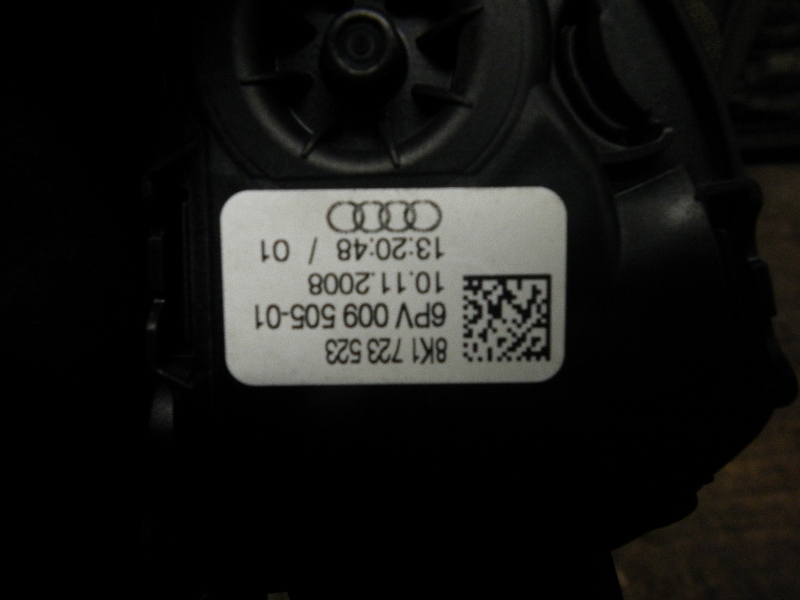 8K1 723 523
6PV 009 505-01
10.11.2008
13:20:48 / 01